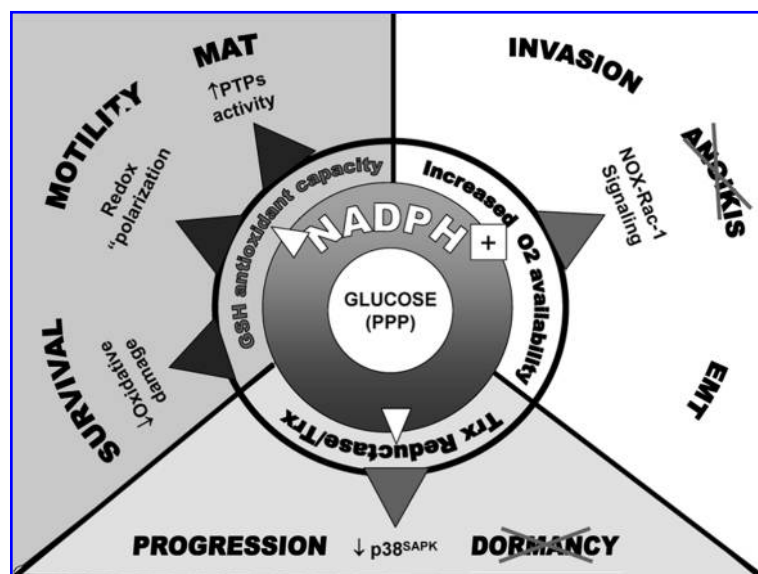 MAT
↑PTPs
activity
MOTILITY
Redox
"polarization
SURVIVAL
↓Oxidative
damage
GSH antioxidant capacity
INVASION
ANOIKIS
NOX-Rac-1
Signaling
EMT
Increased O2 availability
NADPH
+
GLUCOSE
(PPP)
Trx Reductase/Trx
PROGRESSION
↓ p38SAPK
DORMANCY